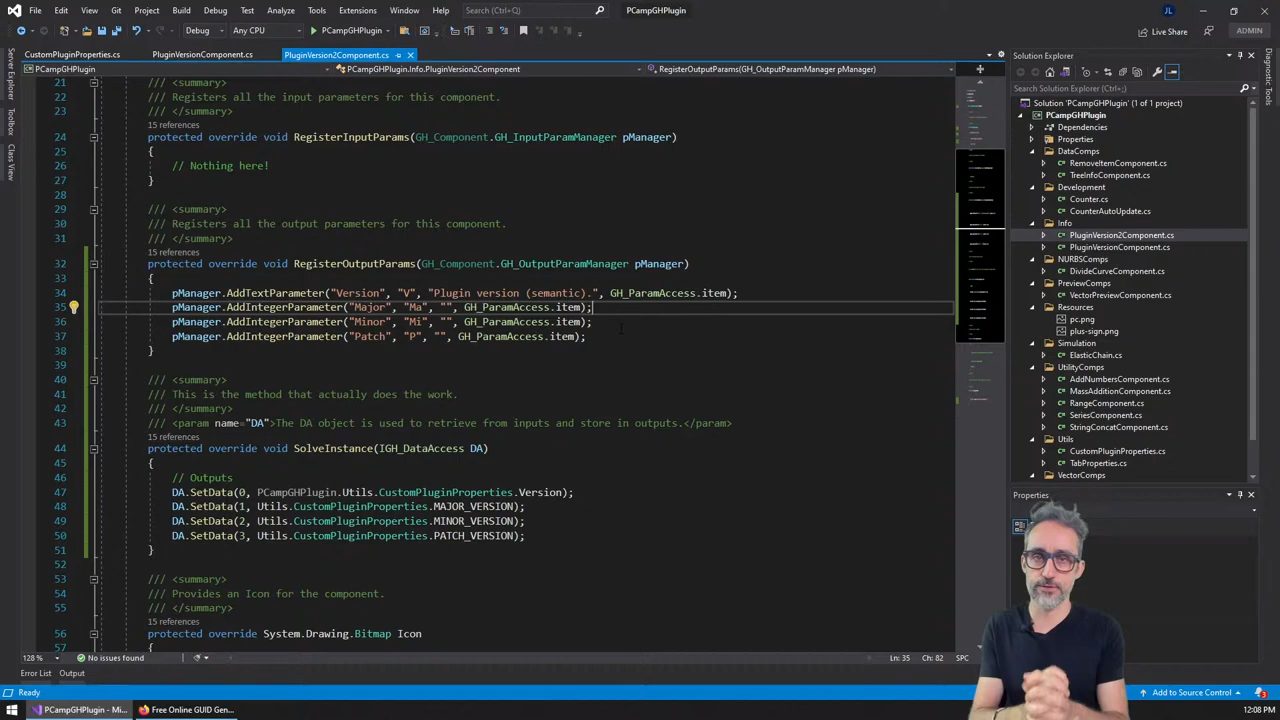 File Edit View Git Project Build Debug Test Analyze Tools Extensions Window Help Search (Ctrl+Q) PCampGHPlugin JL
Debug Any CPU PCampGHPlugin Live Share ADMIN
CustomPluginProperties.cs PluginVersionComponent.cs PluginVersion2Component.cs
PCampGHPlugin PCampGHPlugin.Info.PluginVersion2Component RegisterOutputParams(GH_OutputParamManager pManager)
21 /// <summary>
22 /// Registers all the input parameters for this component.
23 /// </summary>
15 references
24 protected override void RegisterInputParams(GH_Component.GH_InputParamManager pManager)
25 {
26 // Nothing here!
27 }
28
29 /// <summary>
30 /// Registers all the output parameters for this component.
31 /// </summary>
15 references
32 protected override void RegisterOutputParams(GH_Component.GH_OutputParamManager pManager)
33 {
34 pManager.AddTextParameter("Version", "V", "Plugin version (semantic).", GH_ParamAccess.item);
35 pManager.AddIntegerParameter("Major", "Ma", "", GH_ParamAccess.item);
36 pManager.AddIntegerParameter("Minor", "Mi", "", GH_ParamAccess.item);
37 pManager.AddIntegerParameter("Patch", "P", "", GH_ParamAccess.item);
38 }
39
40 /// <summary>
41 /// This is the method that actually does the work.
42 /// </summary>
43 /// <param name="DA">The DA object is used to retrieve from inputs and store in outputs.</param>
15 references
44 protected override void SolveInstance(IGH_DataAccess DA)
45 {
46 // Outputs
47 DA.SetData(0, PCampGHPlugin.Utils.CustomPluginProperties.Version);
48 DA.SetData(1, Utils.CustomPluginProperties.MAJOR_VERSION);
49 DA.SetData(2, Utils.CustomPluginProperties.MINOR_VERSION);
50 DA.SetData(3, Utils.CustomPluginProperties.PATCH_VERSION);
51 }
52
53 /// <summary>
54 /// Provides an Icon for the component.
55 /// </summary>
15 references
56 protected override System.Drawing.Bitmap Icon
57 {
128 % No issues found Ln: 35 Ch: 82 SPC
Error List Output
Ready Add to Source Control 3
PCampGHPlugin - Mi... Free Online GUID Gen... 12:08 PM
Server Explorer
Toolbox
Class View
Solution Explorer
Search Solution Explorer (Ctrl+;)
Solution 'PCampGHPlugin' (1 of 1 project)
PCampGHPlugin
Dependencies
Properties
DataComps
RemoveItemComponent.cs
TreeInfoComponent.cs
Development
Counter.cs
CounterAutoUpdate.cs
Info
PluginVersion2Component.cs
PluginVersionComponent.cs
NURBSComps
DivideCurveComponent.cs
Previews
VectorPreviewComponent.cs
Resources
pc.png
plus-sign.png
Simulation
ElasticChain.cs
UtilityComps
AddNumbersComponent.cs
MassAdditionComponent.cs
RangeComponent.cs
SeriesComponent.cs
StringConcatComponent.cs
Utils
CustomPluginProperties.cs
TabProperties.cs
VectorComps
Properties
Diagnostic Tools